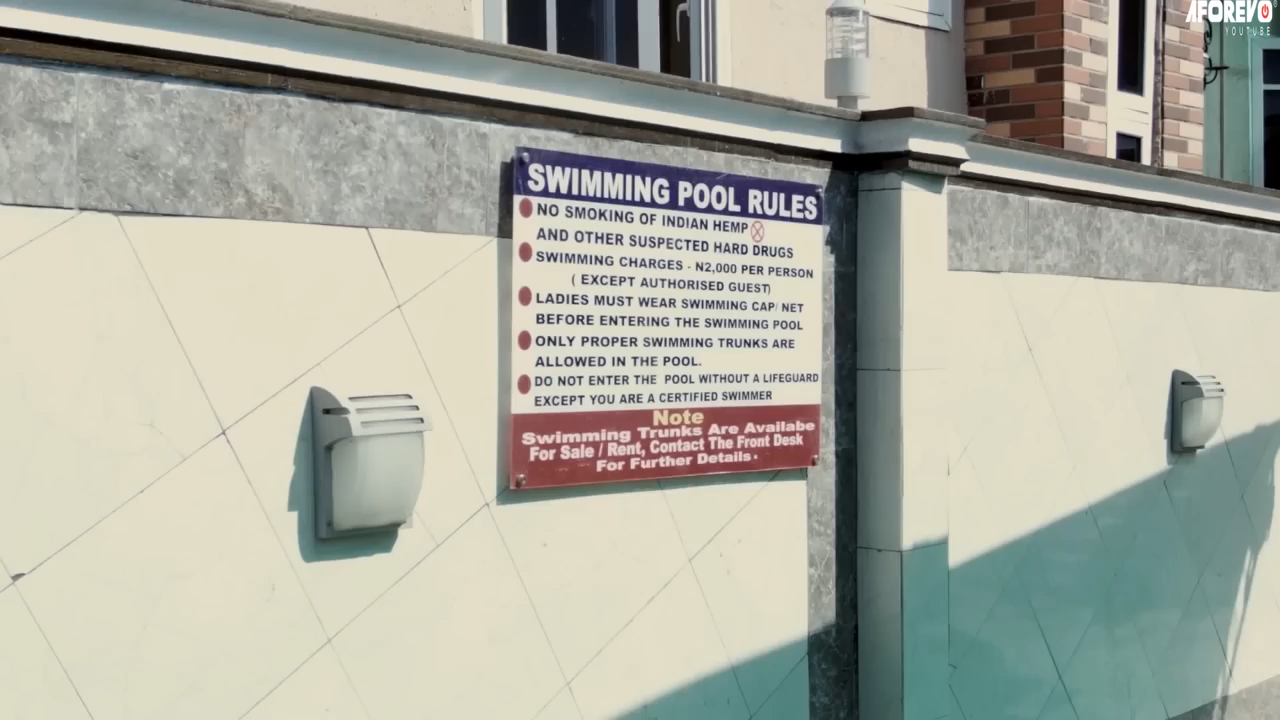 AFOREVO
YOUTUBE
SWIMMING POOL RULES
NO SMOKING OF INDIAN HEMP
AND OTHER SUSPECTED HARD DRUGS
SWIMMING CHARGES - N2,000 PER PERSON
( EXCEPT AUTHORISED GUEST)
LADIES MUST WEAR SWIMMING CAP/ NET
BEFORE ENTERING THE SWIMMING POOL
ONLY PROPER SWIMMING TRUNKS ARE
ALLOWED IN THE POOL.
DO NOT ENTER THE POOL WITHOUT A LIFEGUARD
EXCEPT YOU ARE A CERTIFIED SWIMMER
Note
Swimming Trunks Are Availabe
For Sale / Rent, Contact The Front Desk
For Further Details.